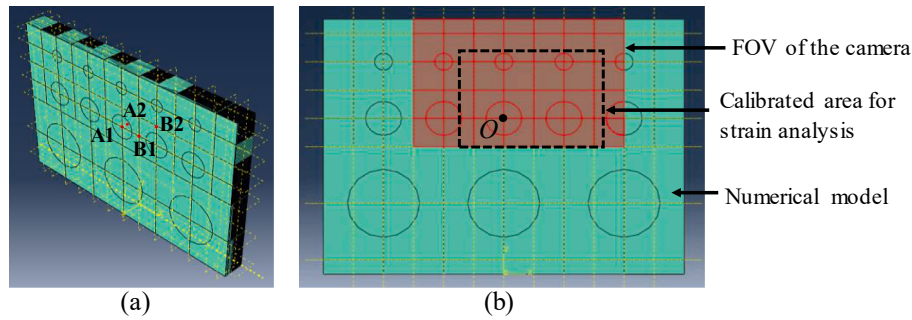 A1
A2
B1
B2
(a)
O
FOV of the camera
Calibrated area for
strain analysis
Numerical model
(b)